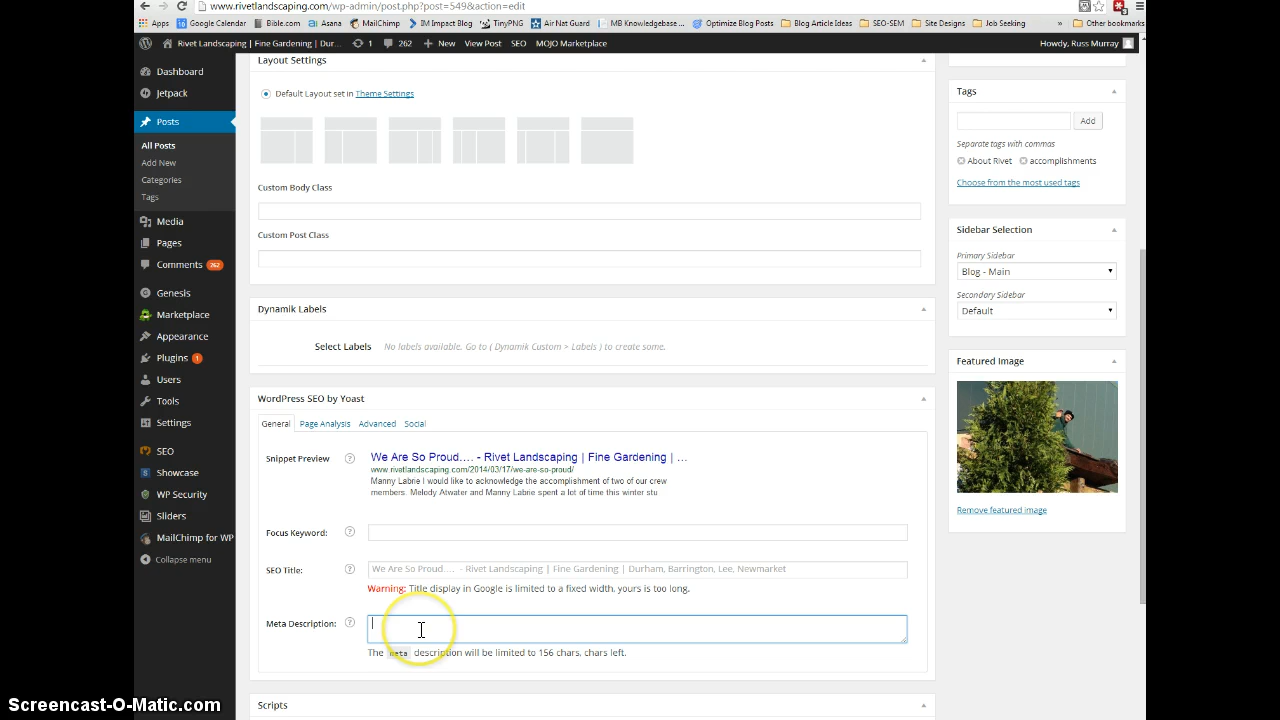 www.rivetlandscaping.com/wp-admin/post.php?post=549&action=edit
Apps Google Calendar Bible.com Asana MailChimp BM Impact Blog TinyPNG Air Nat Guard MB Knowledgebase ... Optimize Blog Posts Blog Article Ideas SEO\SEM Site Designs Job Seeking » Other bookmarks
Rivet Landscaping | Fine Gardening | Dur... 1 262 + New View Post SEO MOJO Marketplace Howdy, Russ Murray
Dashboard
Jetpack
Posts
All Posts
Add New
Categories
Tags
Media
Pages
Comments 262
Genesis
Marketplace
Appearance
Plugins 1
Users
Tools
Settings
SEO
Showcase
WP Security
Sliders
MailChimp for WP
Collapse menu
Layout Settings
Default Layout set in Theme Settings
Custom Body Class
Custom Post Class
Dynamik Labels
Select Labels No labels available. Go to ( Dynamik Custom > Labels ) to create some.
WordPress SEO by Yoast
General Page Analysis Advanced Social
Snippet Preview ? We Are So Proud…. - Rivet Landscaping | Fine Gardening | ...
www.rivetlandscaping.com/2014/03/17/we-are-so-proud/
Manny Labrie I would like to acknowledge the accomplishment of two of our crew
members. Melody Atwater and Manny Labrie spent a lot of time this winter stu
Focus Keyword: ?
SEO Title: ? We Are So Proud…. - Rivet Landscaping | Fine Gardening | Durham, Barrington, Lee, Newmarket
Warning: Title display in Google is limited to a fixed width, yours is too long.
Meta Description: ?
The meta description will be limited to 156 chars, chars left.
Scripts
Tags
Add
Separate tags with commas
About Rivet accomplishments
Choose from the most used tags
Sidebar Selection
Primary Sidebar
Blog - Main
Secondary Sidebar
Default
Featured Image
Remove featured image
Screencast-O-Matic.com